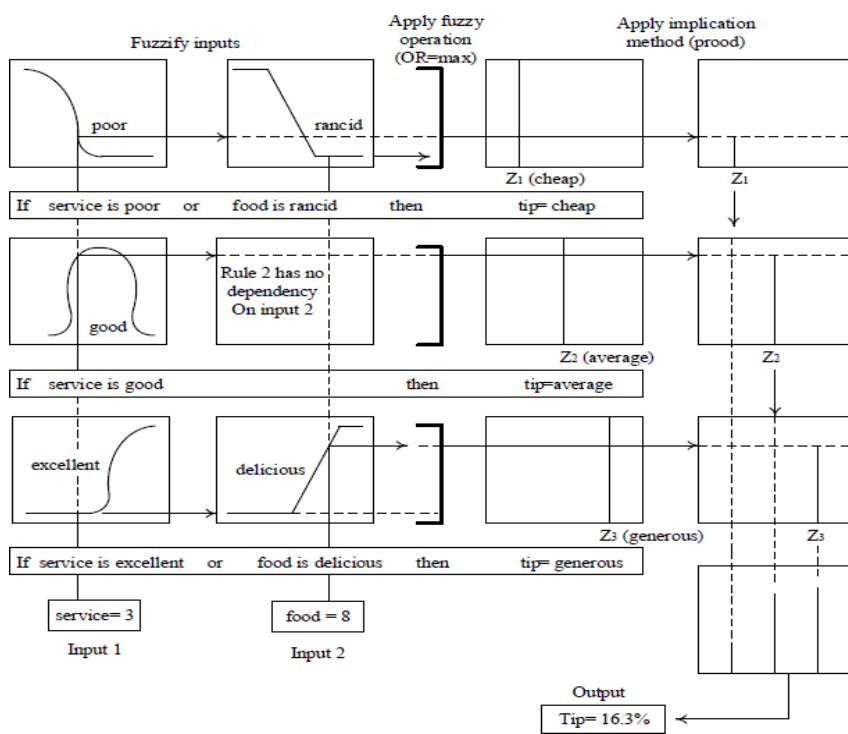 Fuzzify inputs
Apply fuzzy
operation
(OR=max)
Apply implication
method (prood)
poor
rancid
Z1 (cheap)
Z1
If service is poor or food is rancid then tip= cheap
good
Rule 2 has no
dependency
On input 2
Z2 (average)
Z2
If service is good then tip=average
excellent
delicious
Z3 (generous)
Z3
If service is excellent or food is delicious then tip= generous
service= 3
food = 8
Input 1
Input 2
Output
Tip= 16.3%